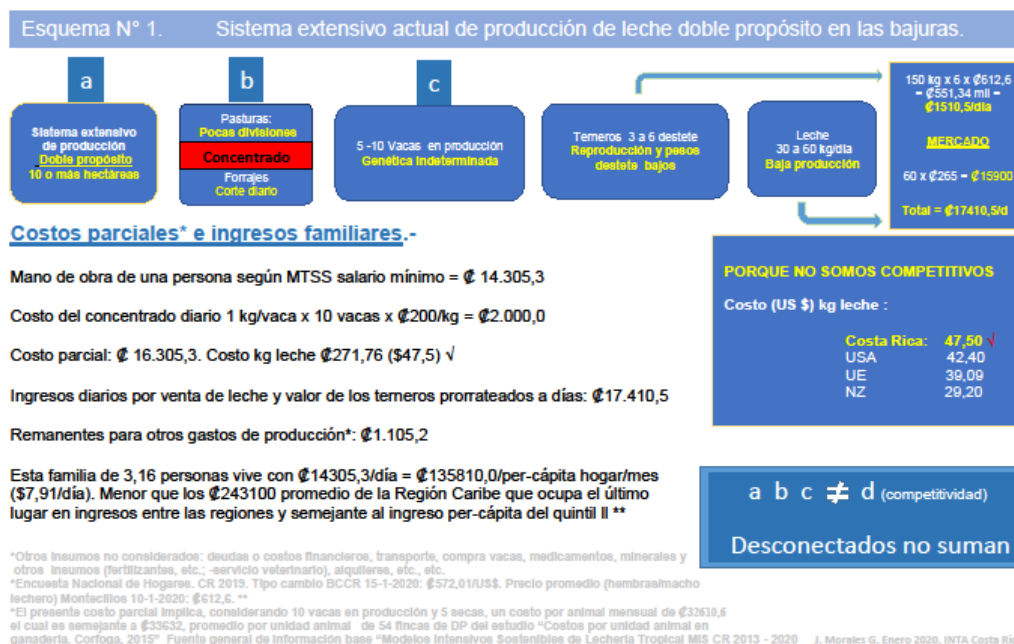 Esquema N° 1. Sistema extensivo actual de producción de leche doble propósito en las bajuras.
a
Sistema extensivo
de producción
Doble propósito
10 o más hectáreas
b
Pasturas:
Pocas divisiones
Concentrado
Forrajes
Corte diario
c
5 -10 Vacas en producción
Genética Indeterminada
Terneros 3 a 6 destete
Reproducción y pesos
destete bajos
Leche
30 a 60 kg/día
Baja producción
150 kg x 6 x ₡612,6
= ₡551,34 mil =
₡1510,5/día
MERCADO
60 x ₡265 = ₡15900
Total = ₡17410,5/d
Costos parciales* e ingresos familiares.-
Mano de obra de una persona según MTSS salario mínimo = ₡ 14.305,3
Costo del concentrado diario 1 kg/vaca x 10 vacas x ₡200/kg = ₡2.000,0
Costo parcial: ₡ 16.305,3. Costo kg leche ₡271,76 ($47,5) √
Ingresos diarios por venta de leche y valor de los terneros prorrateados a días: ₡17.410,5
Remanentes para otros gastos de producción*: ₡1.105,2
Esta familia de 3,16 personas vive con ₡14305,3/día = ₡135810,0/per-cápita hogar/mes
($7,91/día). Menor que los ₡243100 promedio de la Región Caribe que ocupa el último
lugar en ingresos entre las regiones y semejante al ingreso per-cápita del quintil II **
PORQUE NO SOMOS COMPETITIVOS
Costo (US $) kg leche :
Costa Rica: 47,50 √
USA 42,40
UE 39,09
NZ 29,20
a b c ≠ d (competitividad)
Desconectados no suman
*Otros Insumos no considerados: deudas o costos financieros, transporte, compra vacas, medicamentos, minerales y
otros Insumos (fertilizantes, etc.; -servicio veterinario), alquileres, etc., etc.
*Encuesta Nacional de Hogares. CR 2019. Tipo cambio BCCR 15-1-2020: ₡572,01/US$. Precio promedio (hembras/macho
lechero) Montecillos 10-1-2020: ₡612,6. **
*El presente costo parcial Implica, considerando 10 vacas en producción y 5 secas, un costo por animal mensual de ₡32610,6
el cual es semejante a ₡33632, promedio por unidad animal de 54 fincas de DP del estudio "Costos por unidad animal en
ganadería. Corfoga, 2015" Fuente general de Información base "Modelos Intensivos Sostenibles de Lechería Tropical MIS CR 2013 - 2020 J. Morales G. Enero 2020. INTA Costa